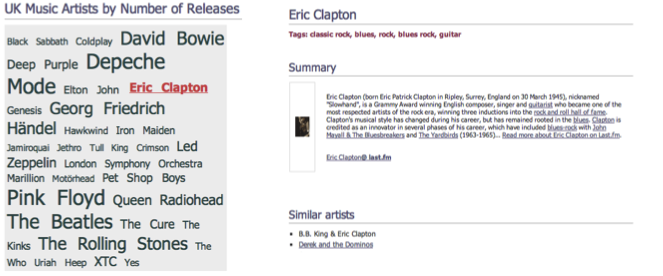 UK Music Artists by Number of Releases
Black Sabbath Coldplay David Bowie
Deep Purple Depeche
Mode Elton John Eric Clapton
Genesis Georg Friedrich
Händel Hawkwind Iron Maiden
Jamiroquai Jethro Tull King Crimson Led
Zeppelin London Symphony Orchestra
Marillion Motörhead Pet Shop Boys
Pink Floyd Queen Radiohead
The Beatles The Cure The
Kinks The Rolling Stones The
Who Uriah Heep XTC Yes
Eric Clapton
Tags: classic rock, blues, rock, blues rock, guitar
Summary
Eric Clapton (born Eric Patrick Clapton in Ripley, Surrey, England on 30 March 1945), nicknamed
"Slowhand", is a Grammy Award winning English composer, singer and guitarist who became one of the
most respected artists of the rock era, winning three inductions into the rock and roll hall of fame.
Clapton's musical style has changed during his career, but has remained rooted in the blues. Clapton is
credited as an innovator in several phases of his career, which have included blues-rock with John
Mayall & The Bluesbreakers and The Yardbirds (1963-1965)... Read more about Eric Clapton on Last.fm.
Eric Clapton@ last.fm
Similar artists
• B.B. King & Eric Clapton
• Derek and the Dominos